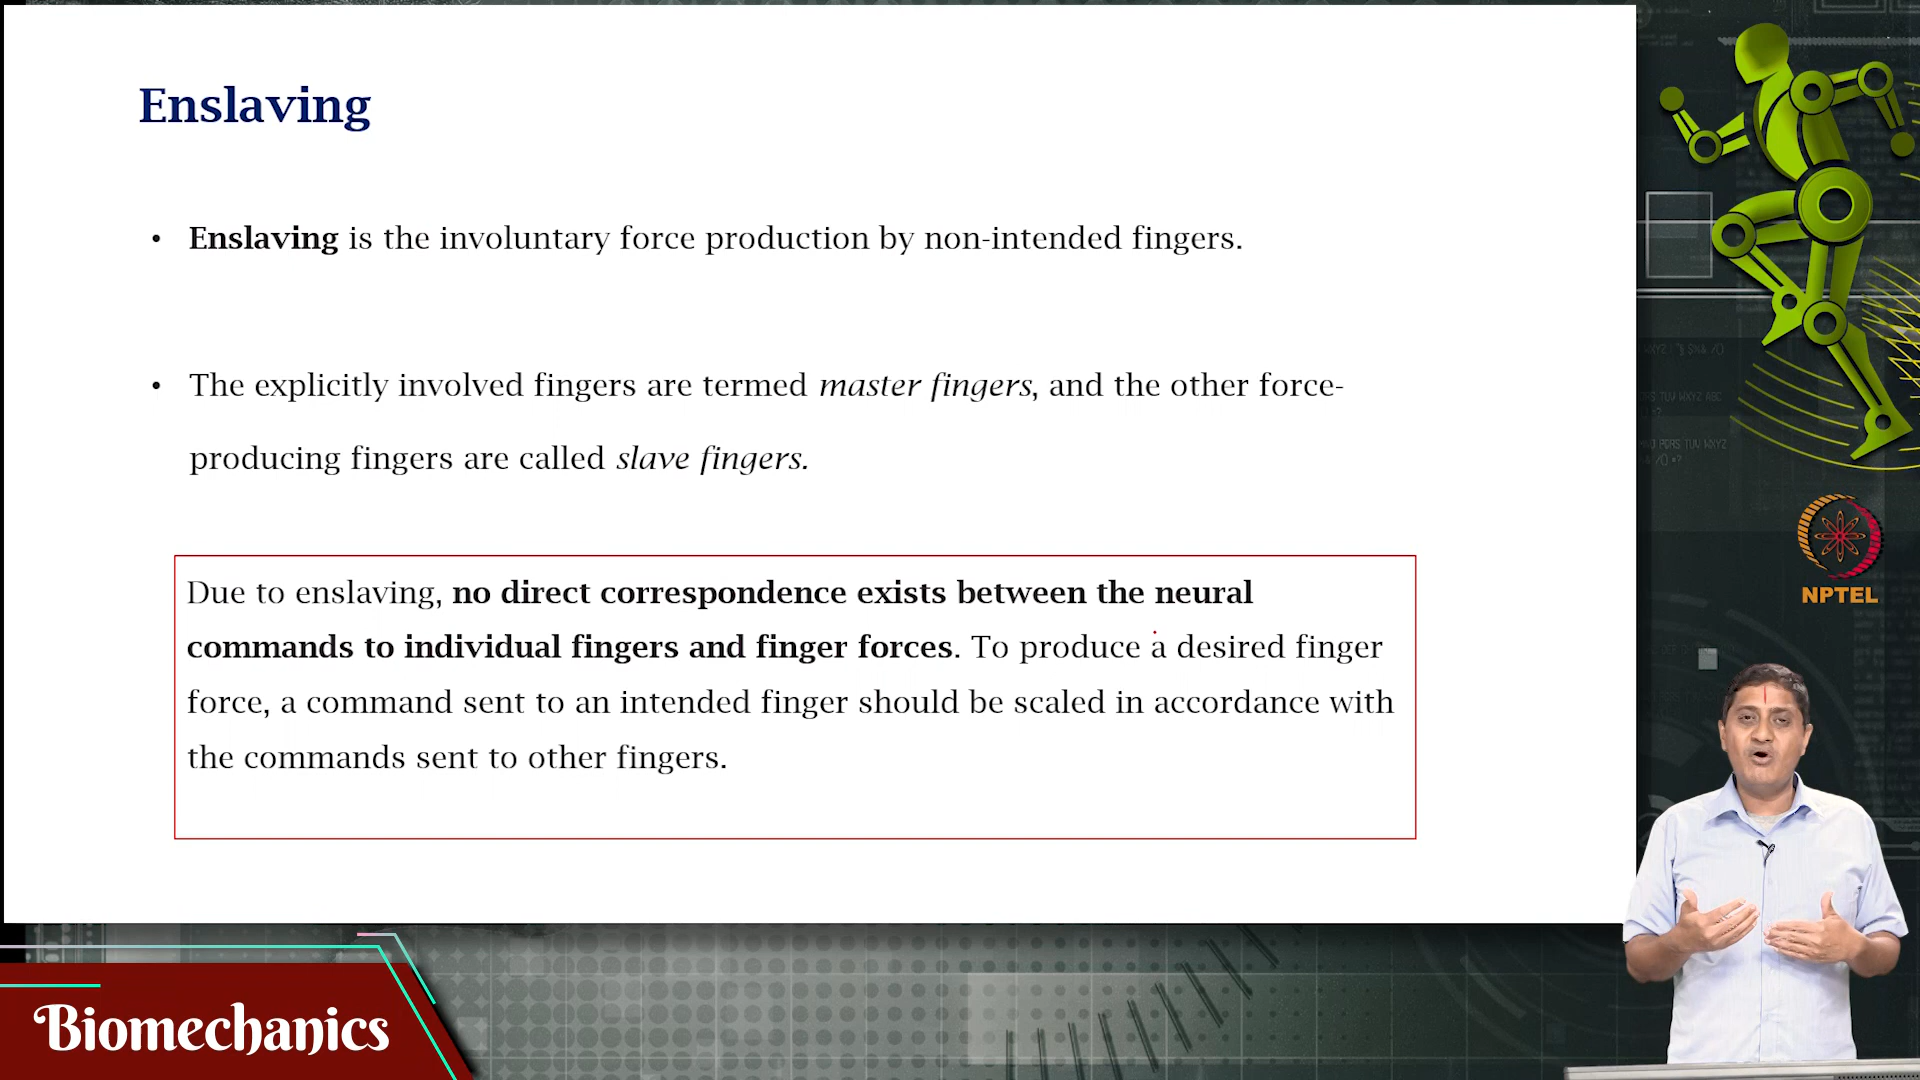 Enslaving
• Enslaving is the involuntary force production by non-intended fingers.
• The explicitly involved fingers are termed master fingers, and the other force-
producing fingers are called slave fingers.
Due to enslaving, no direct correspondence exists between the neural
commands to individual fingers and finger forces. To produce a desired finger
force, a command sent to an intended finger should be scaled in accordance with
the commands sent to other fingers.
NPTEL
Biomechanics